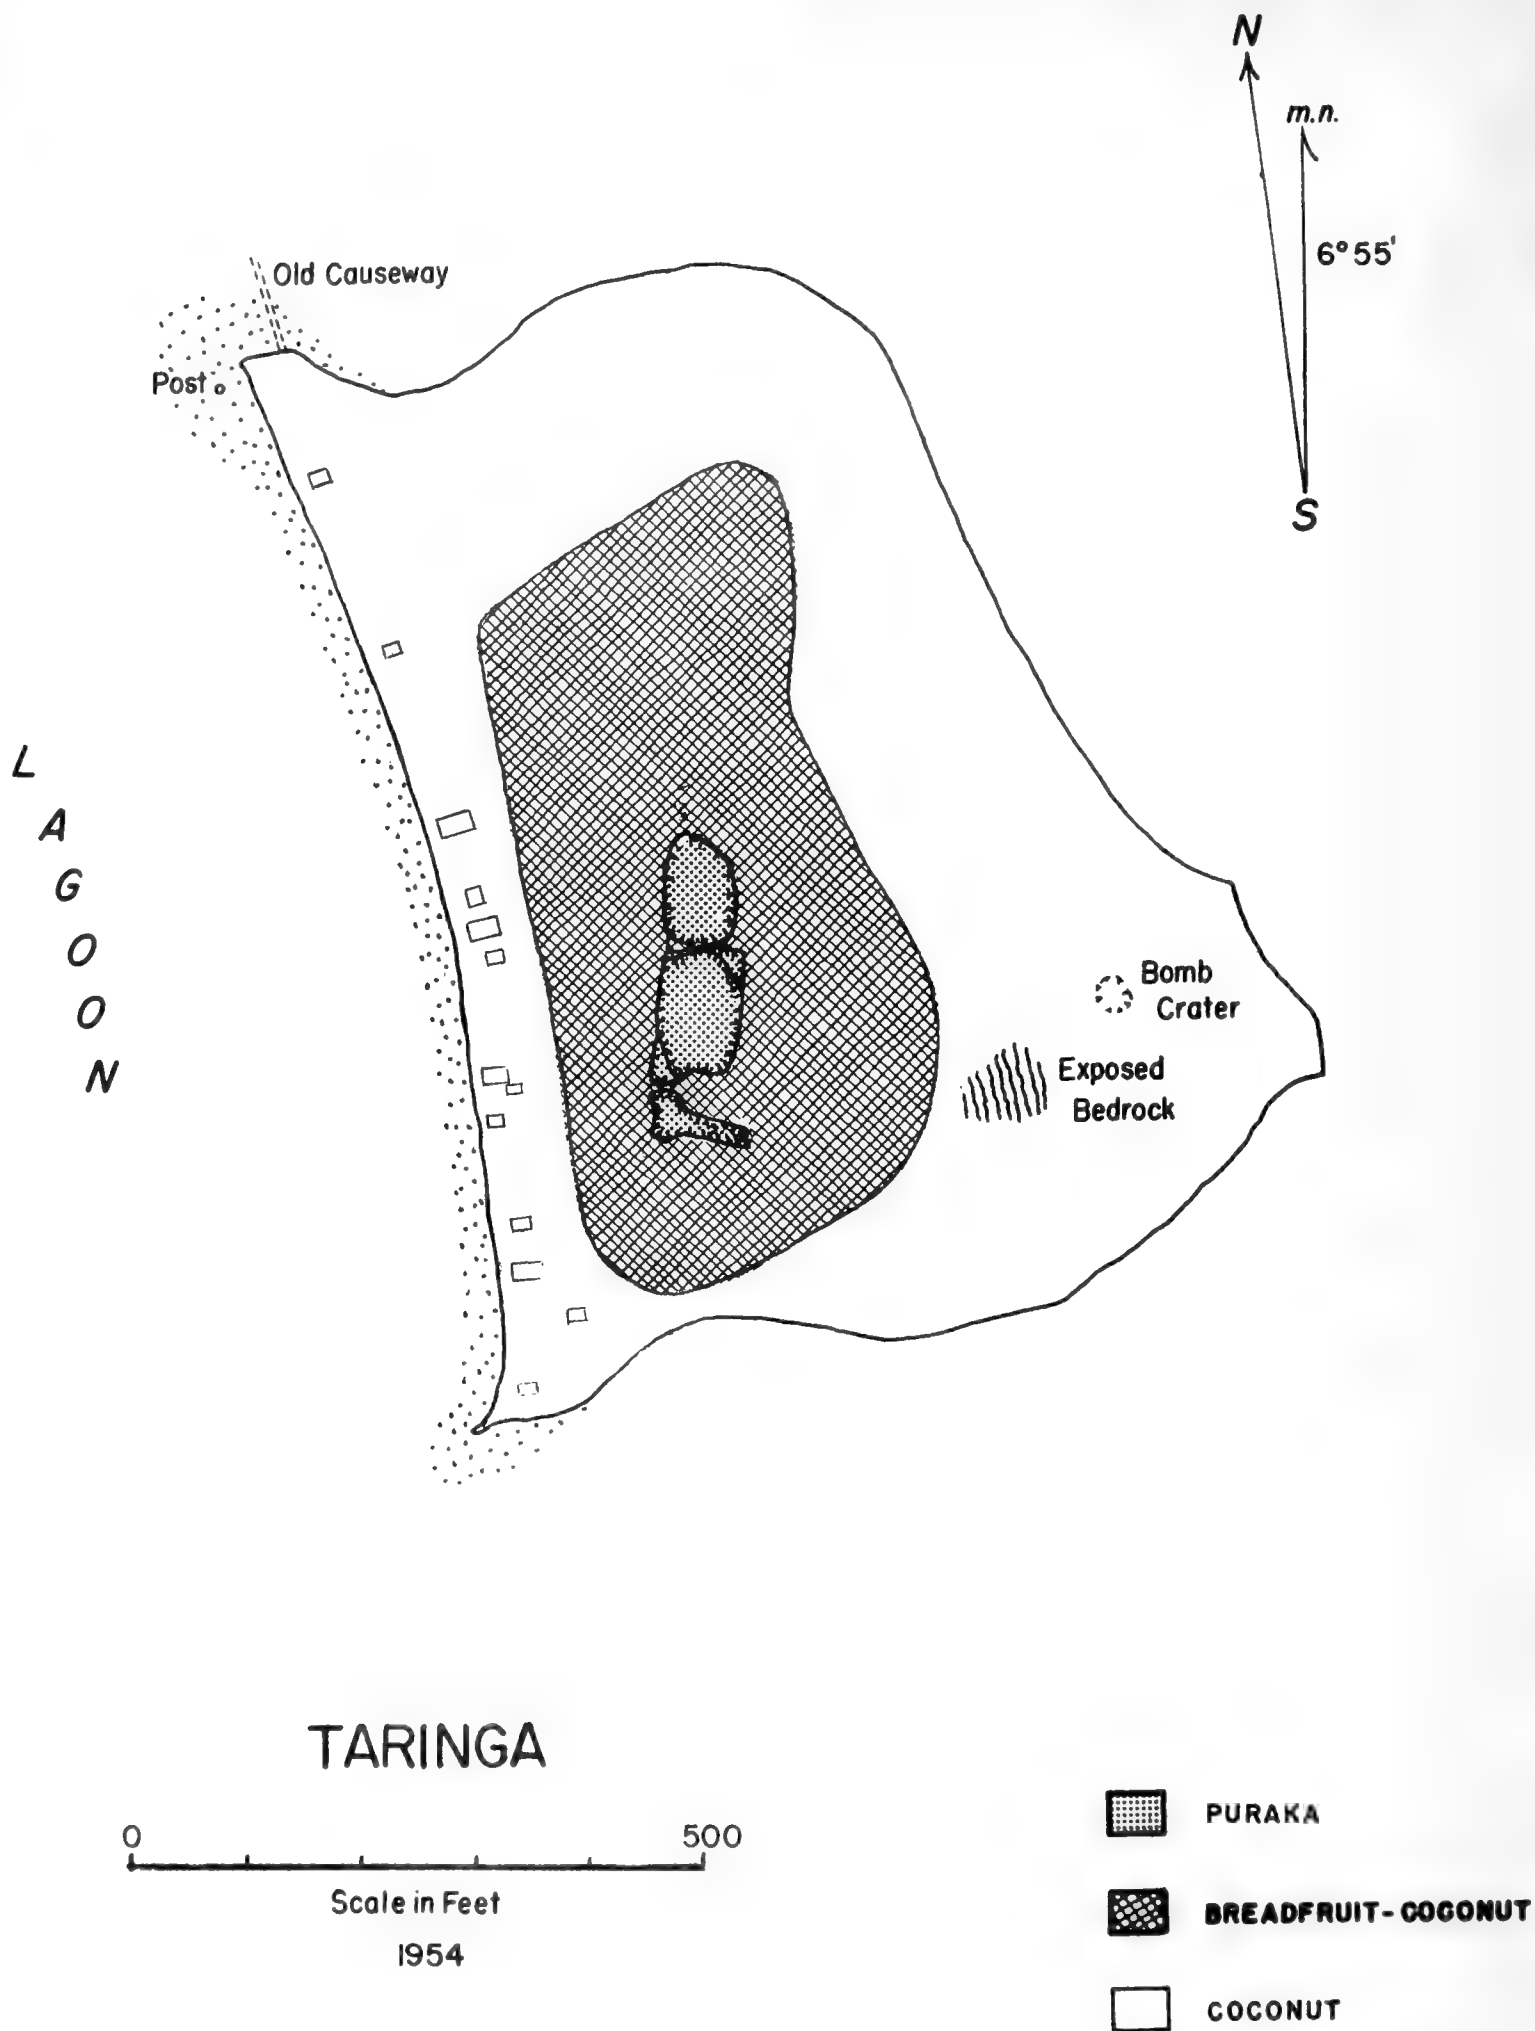 N
m.n.
6°55'
S
Old Causeway
Post
LAGOON
Bomb
Crater
Exposed
Bedrock
TARINGA
0 500
Scale in Feet
1954
PURAKA
BREADFRUIT-COCONUT
COCONUT